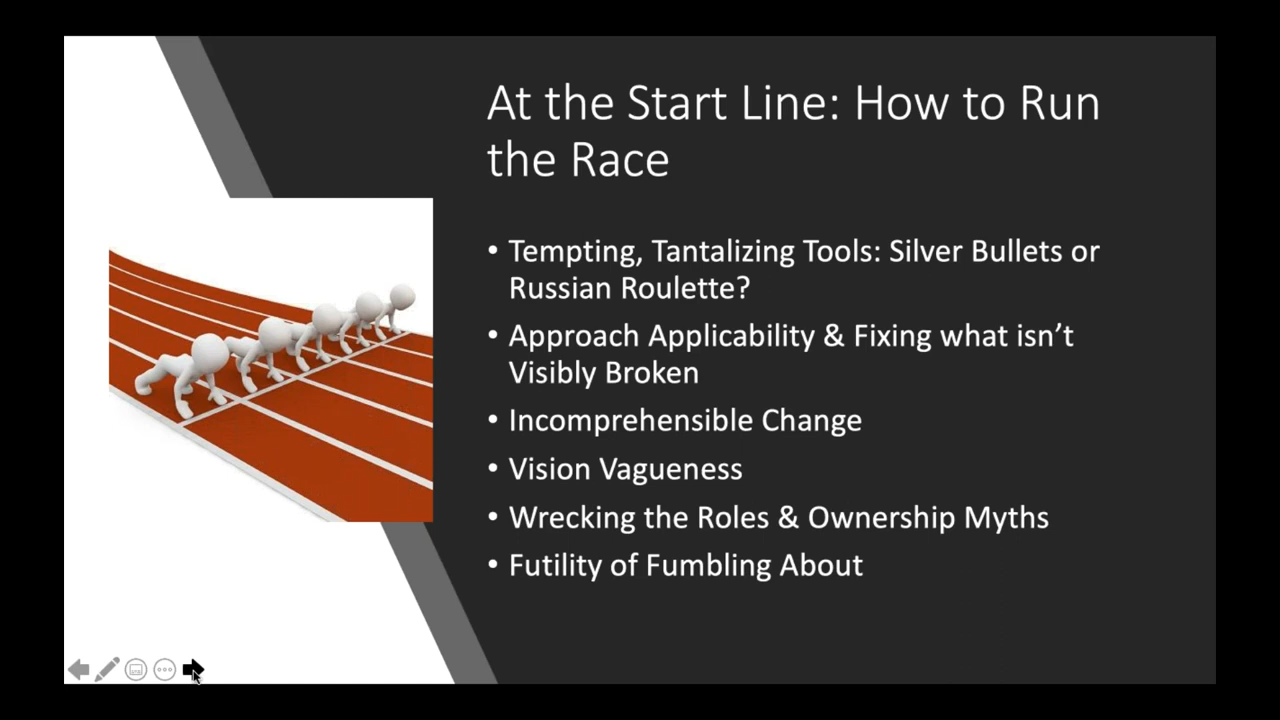 At the Start Line: How to Run
the Race
• Tempting, Tantalizing Tools: Silver Bullets or
Russian Roulette?
• Approach Applicability & Fixing what isn’t
Visibly Broken
• Incomprehensible Change
• Vision Vagueness
• Wrecking the Roles & Ownership Myths
• Futility of Fumbling About